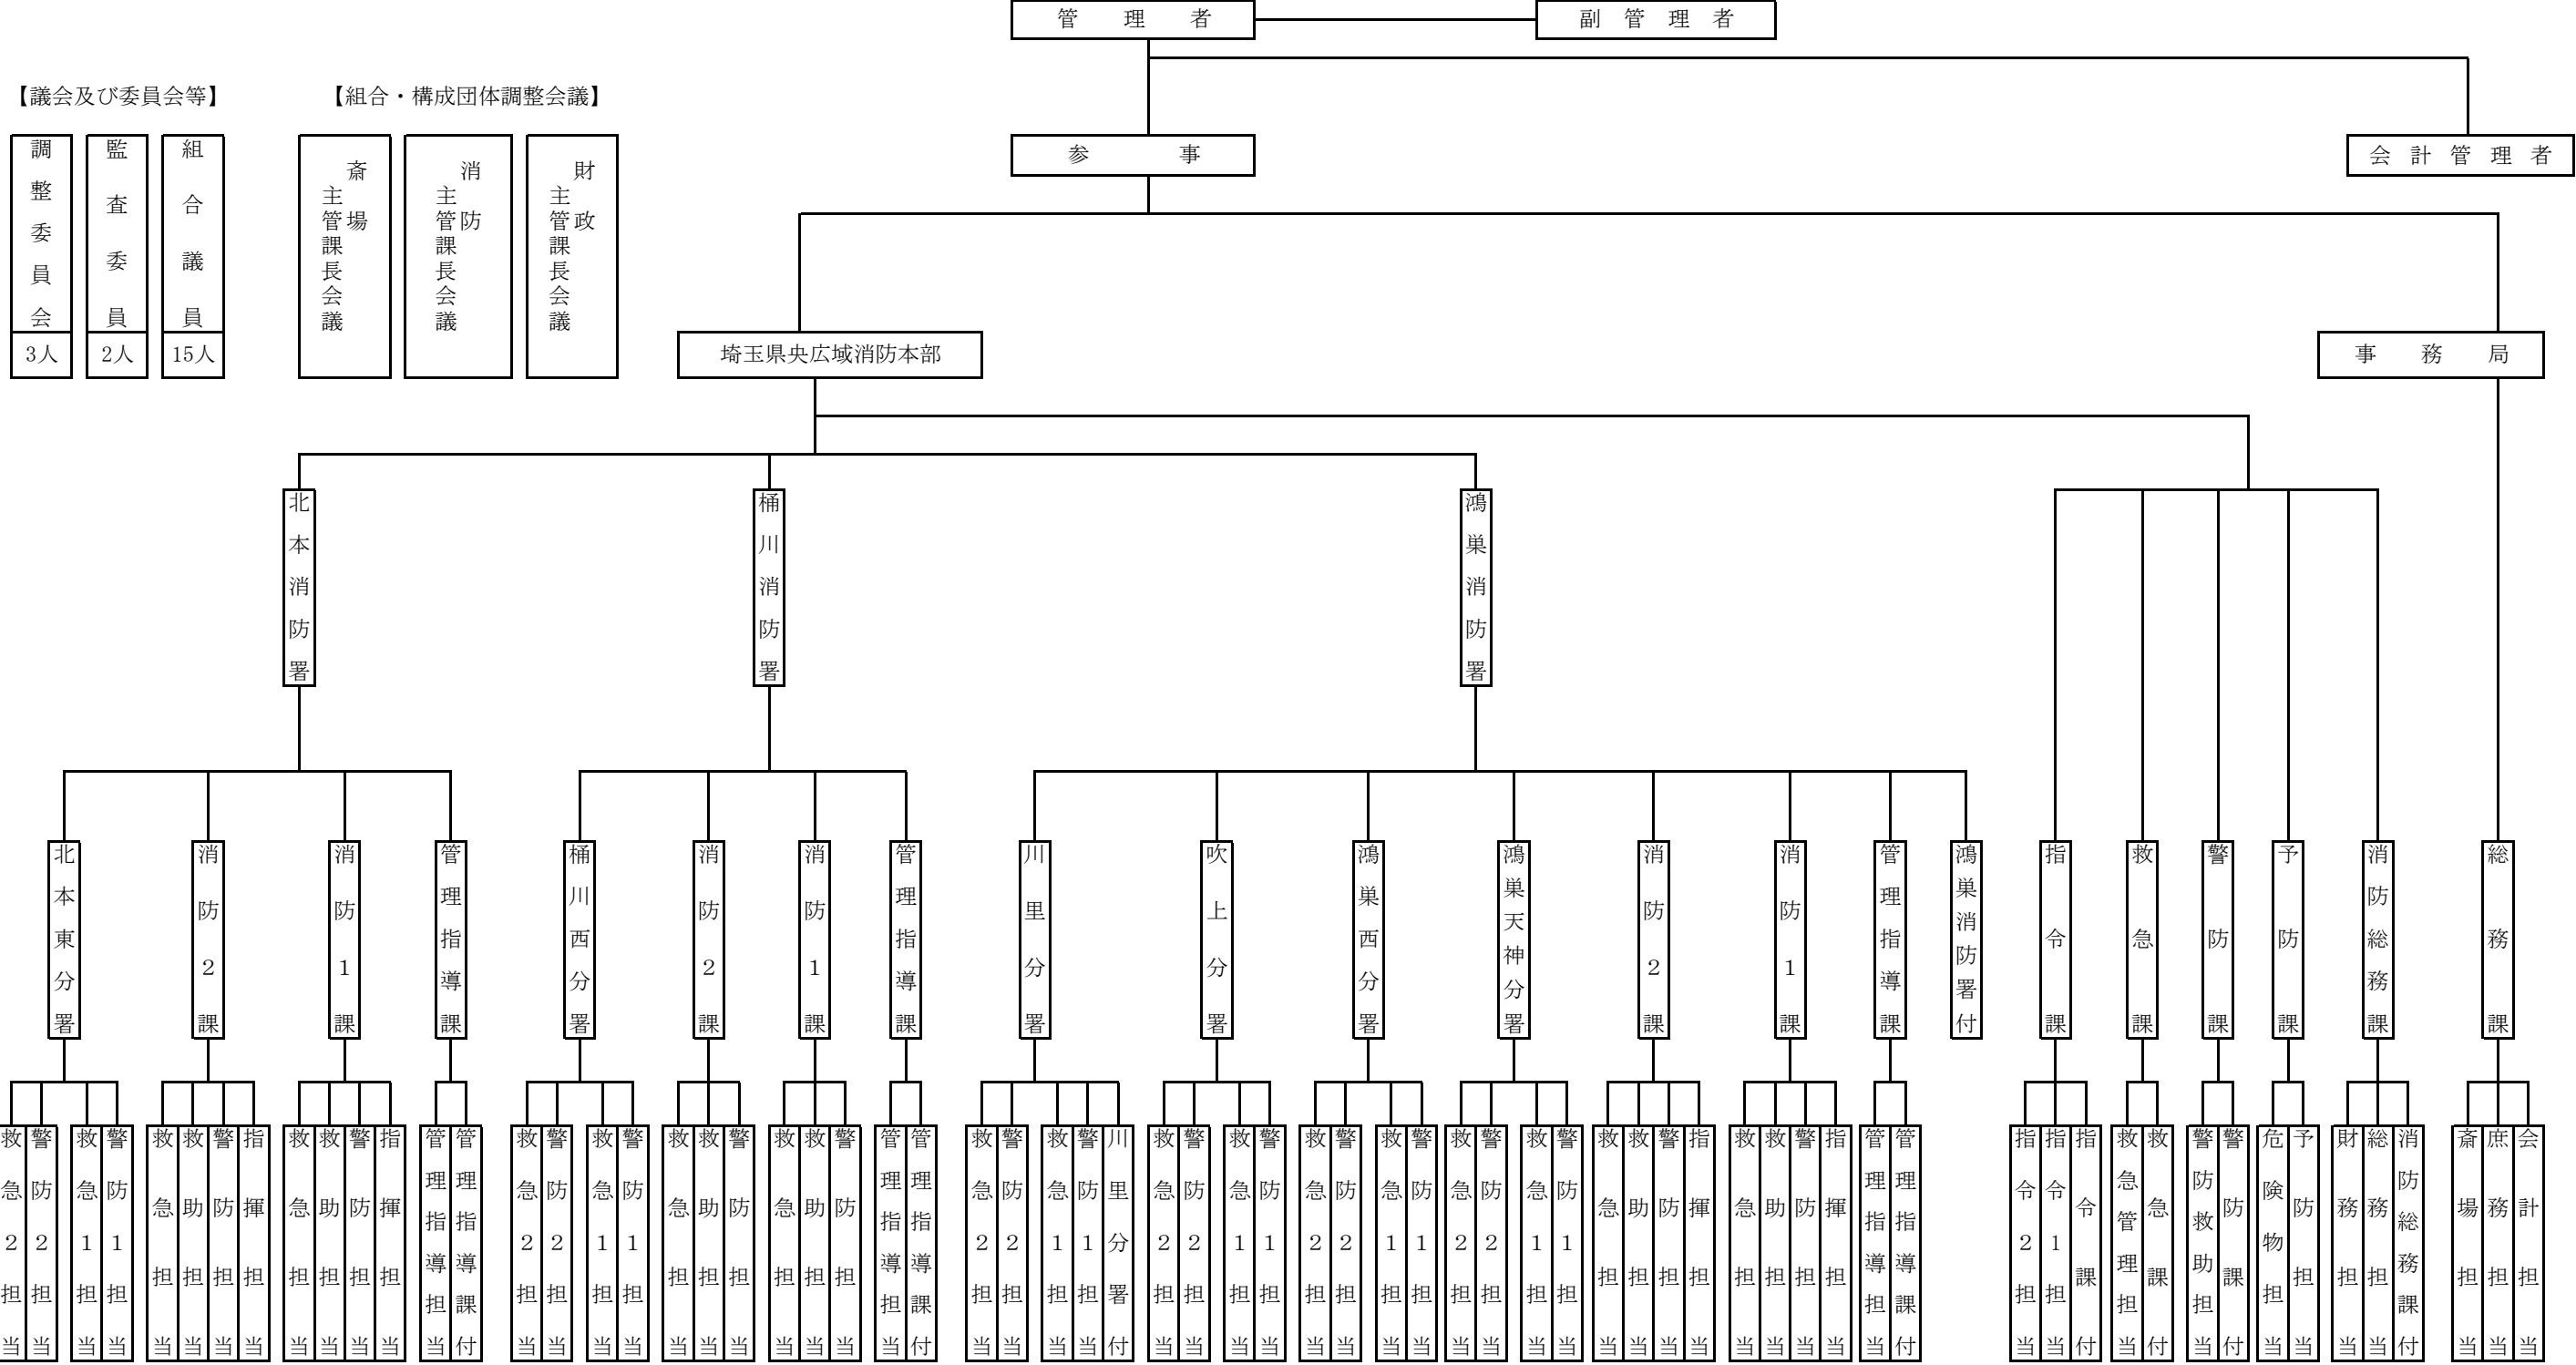 管理者
副管理者
【議会及び委員会等】
【組合・構成団体調整会議】
参事
会計管理者
調整委員会
3人
監査委員
2人
組合議員
15人
斎場
主管課長会議
消防
主管課長会議
財政
主管課長会議
埼玉県央広域消防本部
事務局
北本消防署
桶川消防署
鴻巣消防署
北本東分署
消防2課
消防1課
管理指導課
桶川西分署
消防2課
消防1課
管理指導課
川里分署
吹上分署
鴻巣西分署
鴻巣天神分署
消防2課
消防1課
管理指導課
鴻巣消防署付
指令課
救急課
警防課
予防課
消防総務課
総務課
救急2担当
警防2担当
救急1担当
警防1担当
救急担当
救助担当
警防担当
指揮担当
救急担当
救助担当
警防担当
指揮担当
管理指導担当
管理指導課付
救急2担当
警防2担当
救急1担当
警防1担当
救急担当
救助担当
警防担当
救急担当
救助担当
警防担当
管理指導担当
管理指導課付
救急2担当
警防2担当
救急1担当
警防1担当
川里分署付
救急2担当
警防2担当
救急1担当
警防1担当
救急2担当
警防2担当
救急1担当
警防1担当
救急2担当
警防2担当
救急1担当
警防1担当
救急担当
救助担当
警防担当
指揮担当
救急担当
救助担当
警防担当
指揮担当
管理指導担当
管理指導課付
指令2担当
指令1担当
指令課付
救急管理担当
救急課付
警防救助担当
警防課付
危険物担当
予防担当
財務担当
総務担当
消防総務課付
斎場担当
庶務担当
会計担当